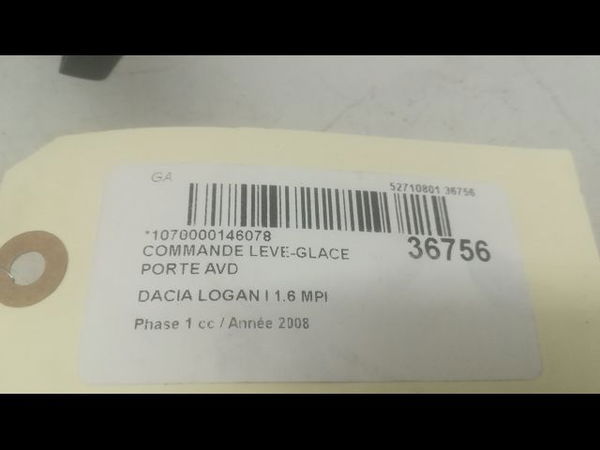 GA
52710801 36756
*1070000146078
36756
COMMANDE LEVE-GLACE
PORTE AVD
DACIA LOGAN I 1.6 MPI
Phase 1 cc / Année 2008